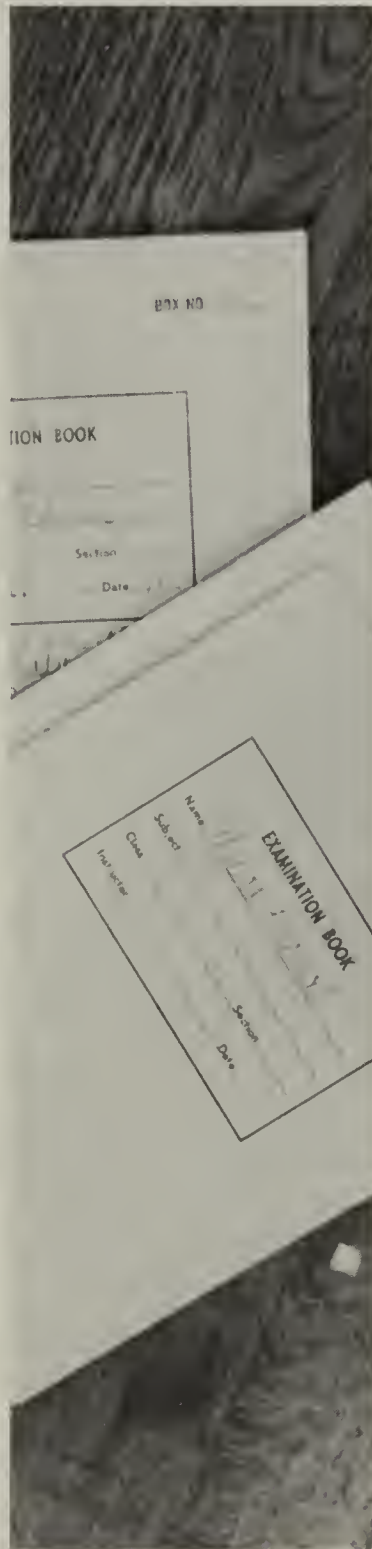 BOX NO
TION BOOK
Section
Date
EXAMINATION BOOK
Name
Subject
Class
Section
Instructor
Date